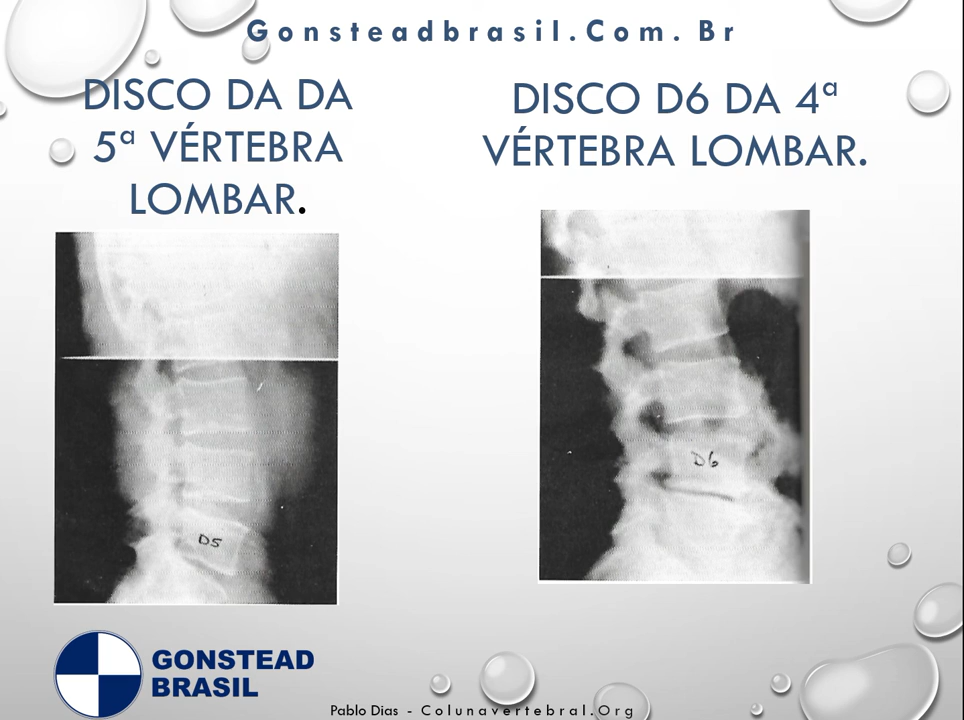 Gonsteadbrasil.Com. Br
DISCO DA DA
5ª VÉRTEBRA
LOMBAR.
DISCO D6 DA 4ª
VÉRTEBRA LOMBAR.
D5
D6
GONSTEAD
BRASIL
Pablo Dias - Colunavertebral.Org